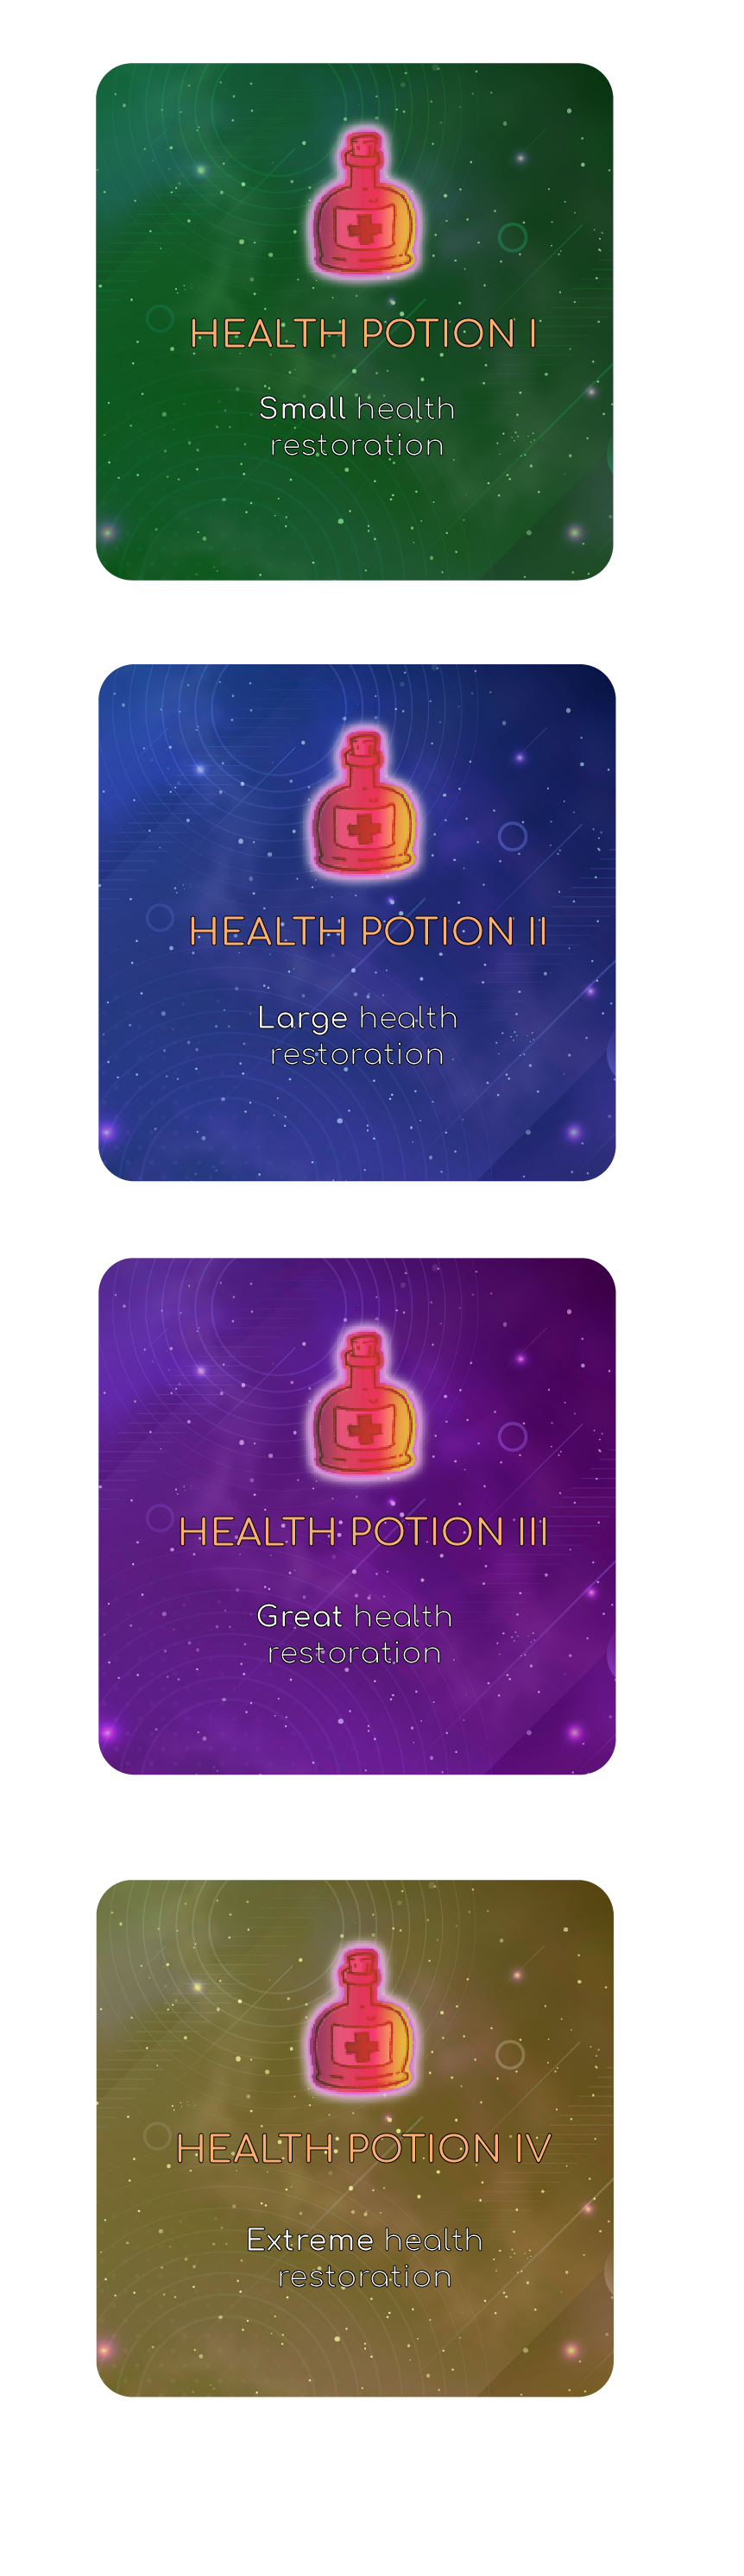 HEALTH POTION I
Small health
restoration
HEALTH POTION II
Large health
restoration
HEALTH POTION III
Great health
restoration
HEALTH POTION IV
Extreme health
restoration